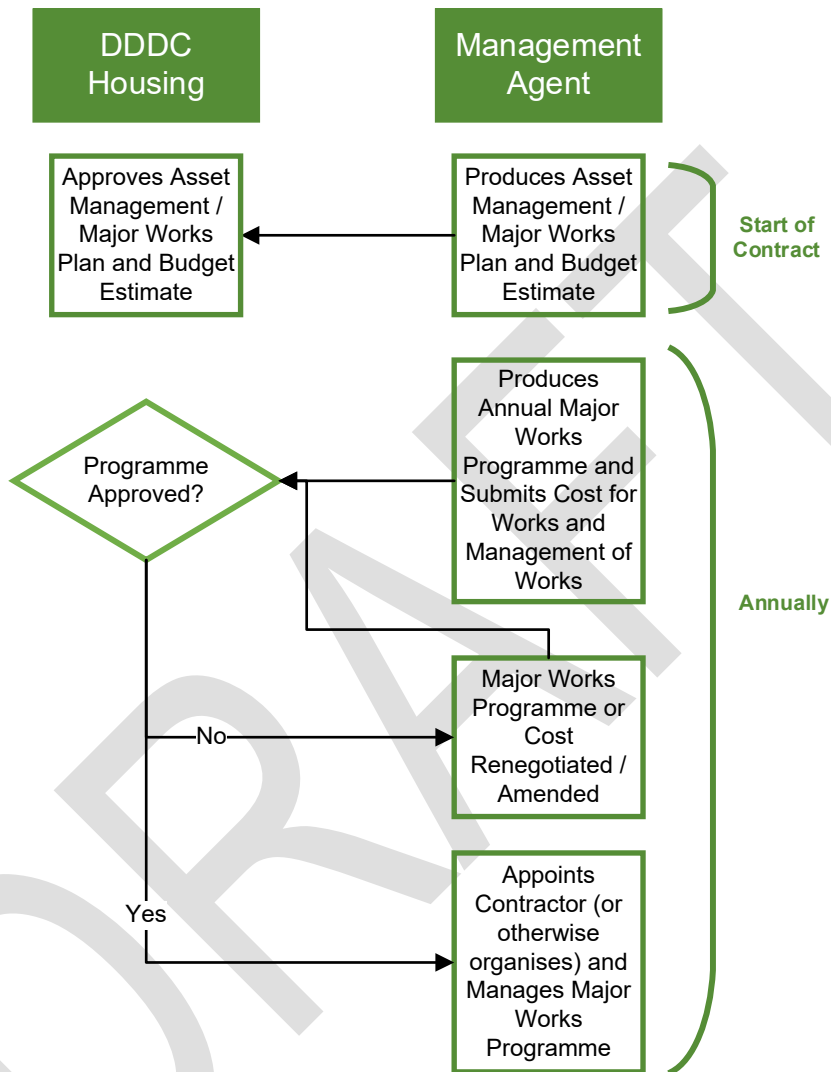 DDDC
Housing
Management
Agent
Approves Asset
Management /
Major Works
Plan and Budget
Estimate
Produces Asset
Management /
Major Works
Plan and Budget
Estimate
Start of
Contract
Programme
Approved?
Produces
Annual Major
Works
Programme and
Submits Cost for
Works and
Management of
Works
Annually
No
Major Works
Programme or
Cost
Renegotiated /
Amended
Yes
Appoints
Contractor (or
otherwise
organises) and
Manages Major
Works
Programme
DRAFT